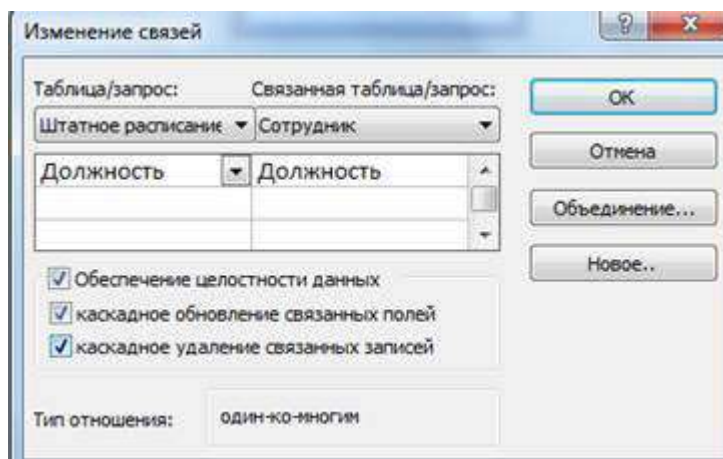 Изменение связей
Таблица/запрос: Связанная таблица/запрос:
Штатное расписание Сотрудник
Должность Должность
Обеспечение целостности данных
каскадное обновление связанных полей
каскадное удаление связанных записей
Тип отношения: один-ко-многим
ОК
Отмена
Объединение...
Новое..